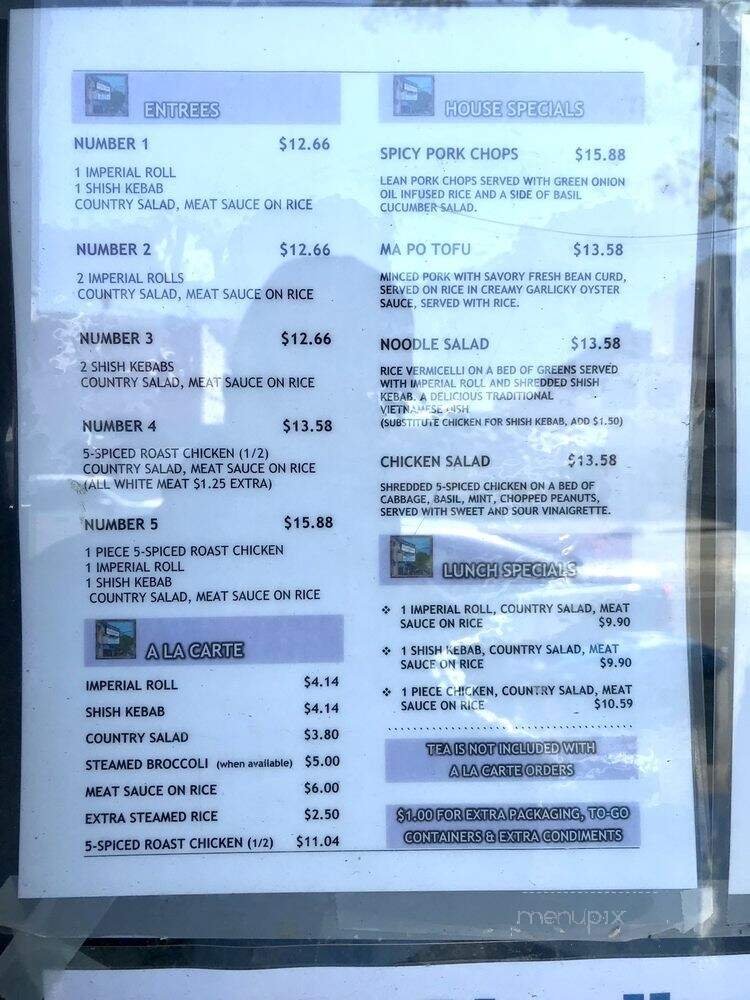 ENTREES
NUMBER 1 $12.66
1 IMPERIAL ROLL
1 SHISH KEBAB
COUNTRY SALAD, MEAT SAUCE ON RICE
NUMBER 2 $12.66
2 IMPERIAL ROLLS
COUNTRY SALAD, MEAT SAUCE ON RICE
NUMBER 3 $12.66
2 SHISH KEBABS
COUNTRY SALAD, MEAT SAUCE ON RICE
NUMBER 4 $13.58
5-SPICED ROAST CHICKEN (1/2)
COUNTRY SALAD, MEAT SAUCE ON RICE
(ALL WHITE MEAT $1.25 EXTRA)
NUMBER 5 $15.88
1 PIECE 5-SPICED ROAST CHICKEN
1 IMPERIAL ROLL
1 SHISH KEBAB
COUNTRY SALAD, MEAT SAUCE ON RICE
A LA CARTE
IMPERIAL ROLL $4.14
SHISH KEBAB $4.14
COUNTRY SALAD $3.80
STEAMED BROCCOLI (when available) $5.00
MEAT SAUCE ON RICE $6.00
EXTRA STEAMED RICE $2.50
5-SPICED ROAST CHICKEN (1/2) $11.04
HOUSE SPECIALS
SPICY PORK CHOPS $15.88
LEAN PORK CHOPS SERVED WITH GREEN ONION
OIL INFUSED RICE AND A SIDE OF BASIL
CUCUMBER SALAD.
MA PO TOFU $13.58
MINCED PORK WITH SAVORY FRESH BEAN CURD,
SERVED ON RICE IN CREAMY GARLICKY OYSTER
SAUCE, SERVED WITH RICE.
NOODLE SALAD $13.58
RICE VERMICELLI ON A BED OF GREENS SERVED
WITH IMPERIAL ROLL AND SHREDDED SHISH
KEBAB. A DELICIOUS TRADITIONAL
VIETNAMESE DISH
(SUBSTITUTE CHICKEN FOR SHISH KEBAB, ADD $1.50)
CHICKEN SALAD $13.58
SHREDDED 5-SPICED CHICKEN ON A BED OF
CABBAGE, BASIL, MINT, CHOPPED PEANUTS,
SERVED WITH SWEET AND SOUR VINAIGRETTE.
LUNCH SPECIALS
❖ 1 IMPERIAL ROLL, COUNTRY SALAD, MEAT
SAUCE ON RICE $9.90
❖ 1 SHISH KEBAB, COUNTRY SALAD, MEAT
SAUCE ON RICE $9.90
❖ 1 PIECE CHICKEN, COUNTRY SALAD, MEAT
SAUCE ON RICE $10.59
TEA IS NOT INCLUDED WITH
A LA CARTE ORDERS
$1.00 FOR EXTRA PACKAGING, TO-GO
CONTAINERS & EXTRA CONDIMENTS
menupix